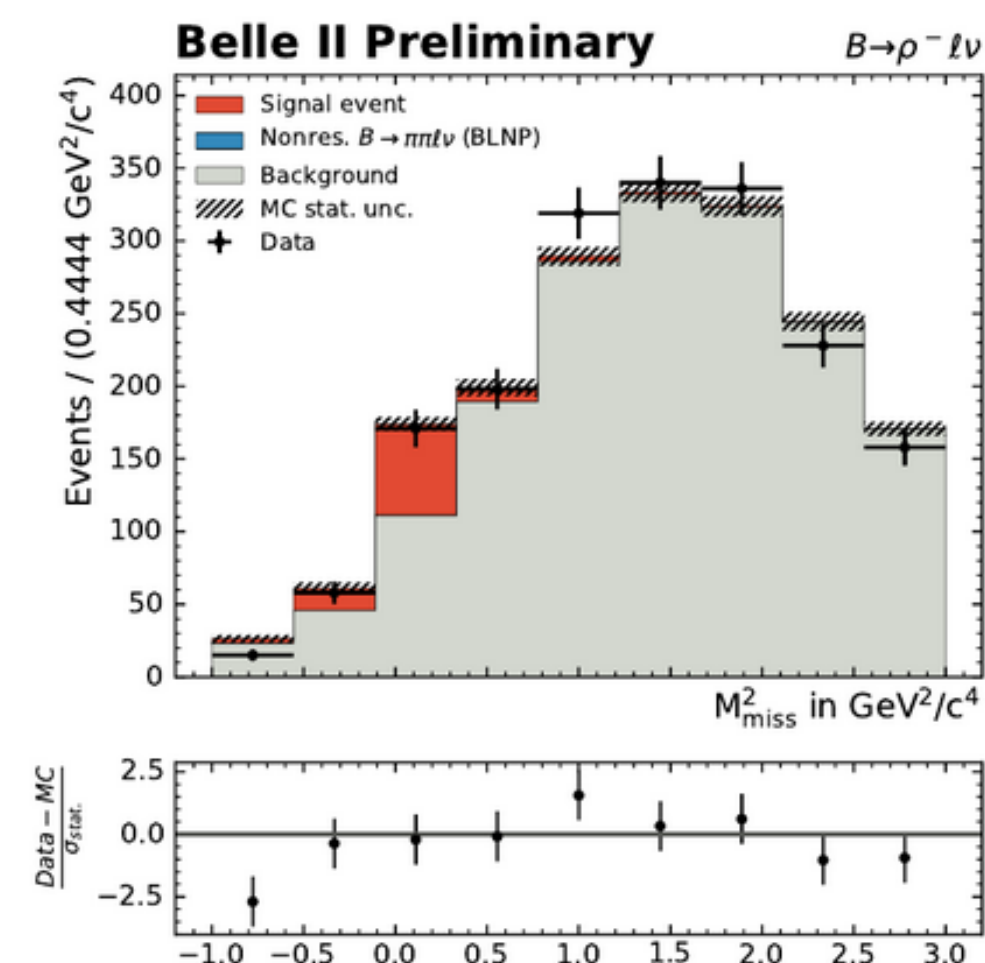 Belle II Preliminary
B→ρ⁻ ℓν
Events / (0.4444 GeV²/c⁴)
400
350
300
250
200
150
100
50
0
Signal event
Nonres. B → ππℓν (BLNP)
Background
MC stat. unc.
Data
M²miss in GeV²/c⁴
Data − MC
σstat.
2.5
0.0
−2.5
−1.0 −0.5 0.0 0.5 1.0 1.5 2.0 2.5 3.0